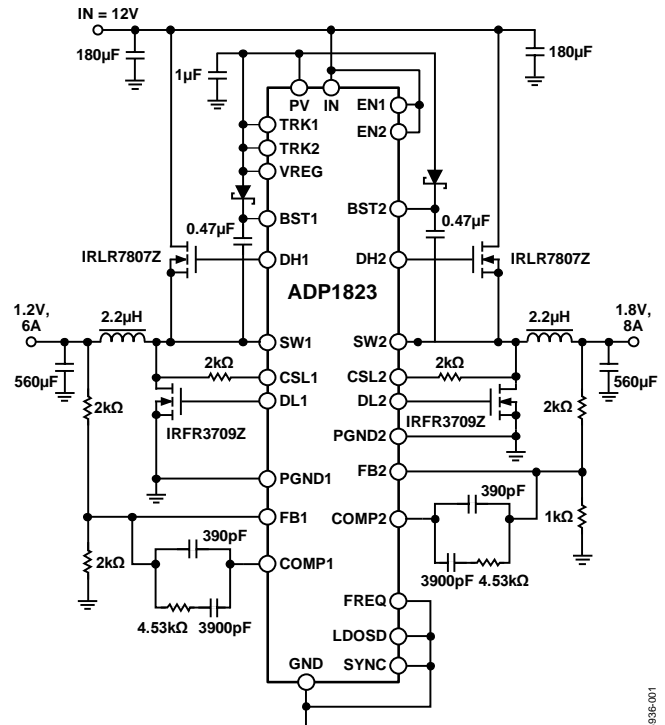 IN = 12V
180µF
180µF
1µF
PV
IN
EN1
TRK1
EN2
TRK2
VREG
BST2
BST1
0.47µF
0.47µF
IRLR7807Z
DH1
DH2
IRLR7807Z
ADP1823
1.2V,
6A
2.2µH
2.2µH
1.8V,
8A
SW1
SW2
2kΩ
2kΩ
560µF
CSL1
CSL2
560µF
2kΩ
DL1
DL2
2kΩ
IRFR3709Z
IRFR3709Z
PGND2
PGND1
FB2
390pF
FB1
COMP2
1kΩ
390pF
2kΩ
COMP1
3900pF
4.53kΩ
FREQ
4.53kΩ
3900pF
LDOSD
GND
SYNC
936-001